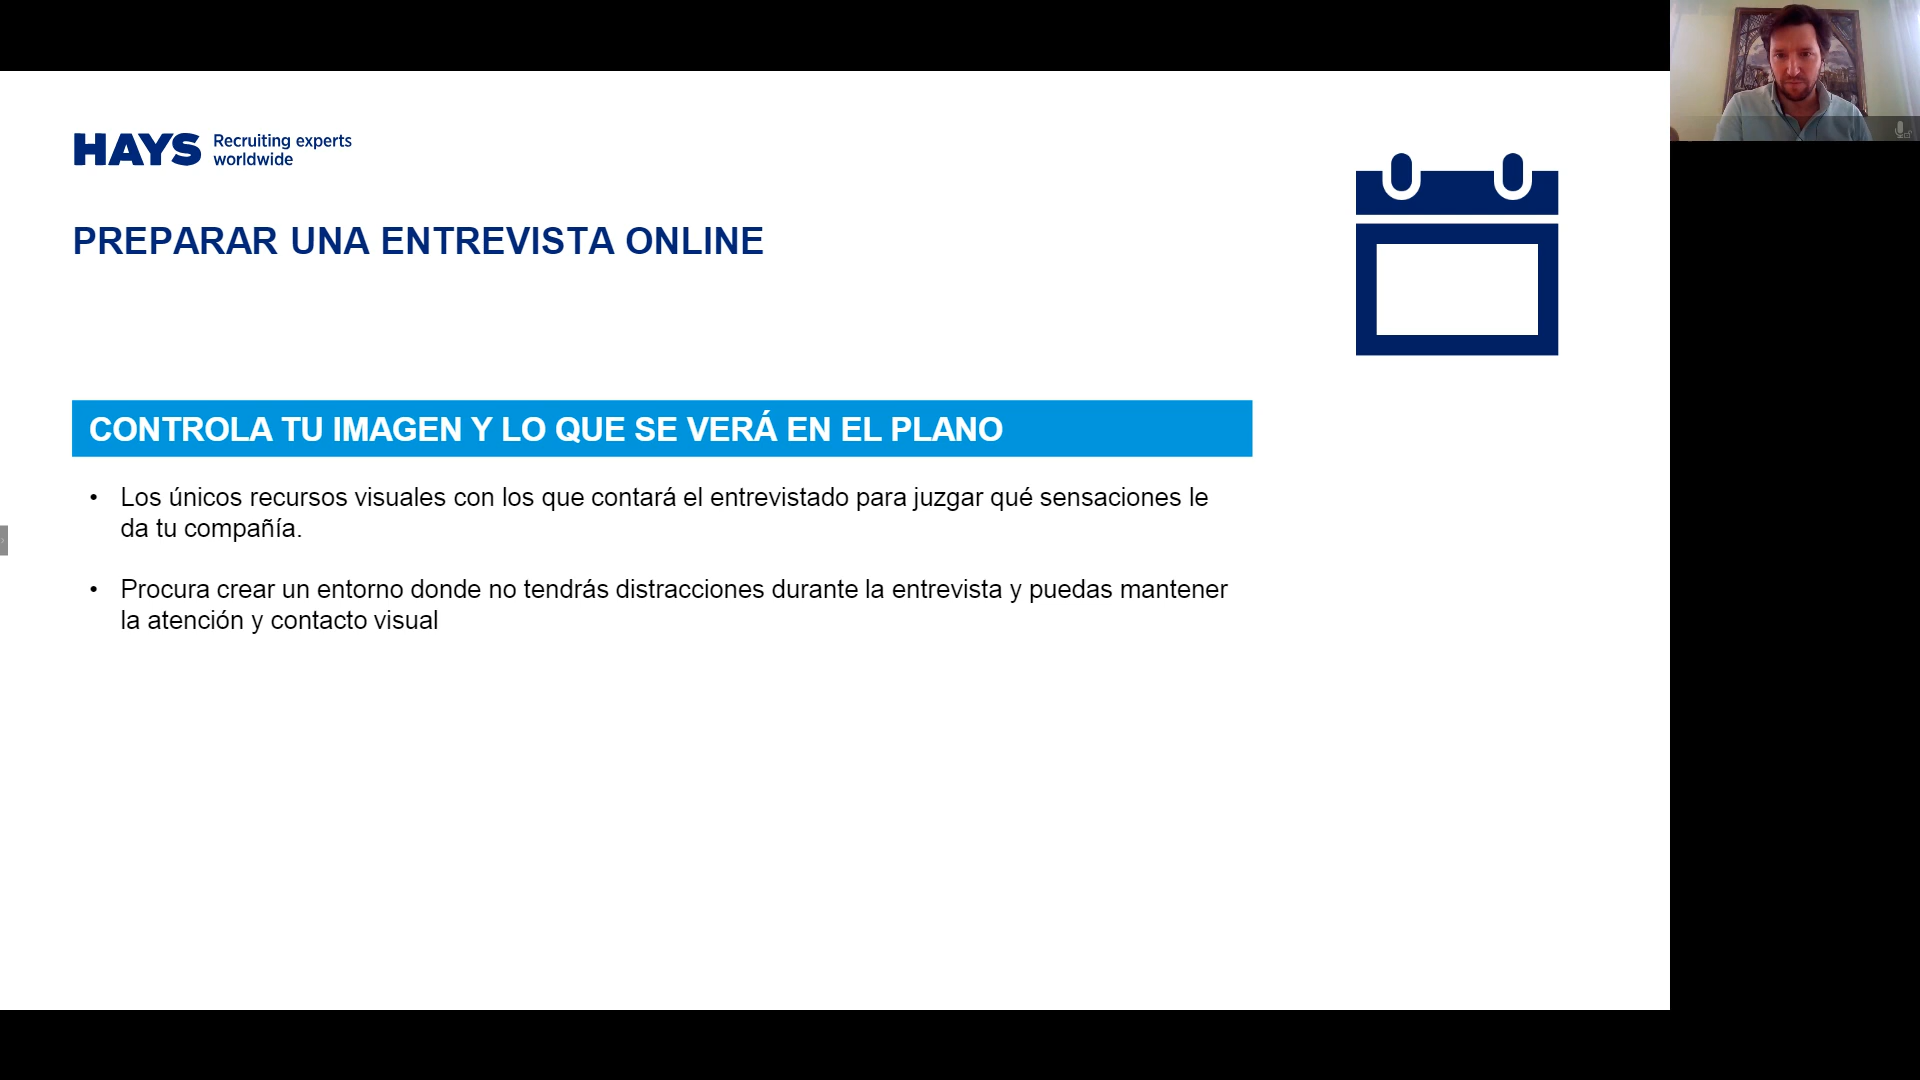 HAYS Recruiting experts
worldwide
PREPARAR UNA ENTREVISTA ONLINE
CONTROLA TU IMAGEN Y LO QUE SE VERÁ EN EL PLANO
• Los únicos recursos visuales con los que contará el entrevistado para juzgar qué sensaciones le
da tu compañía.
• Procura crear un entorno donde no tendrás distracciones durante la entrevista y puedas mantener
la atención y contacto visual